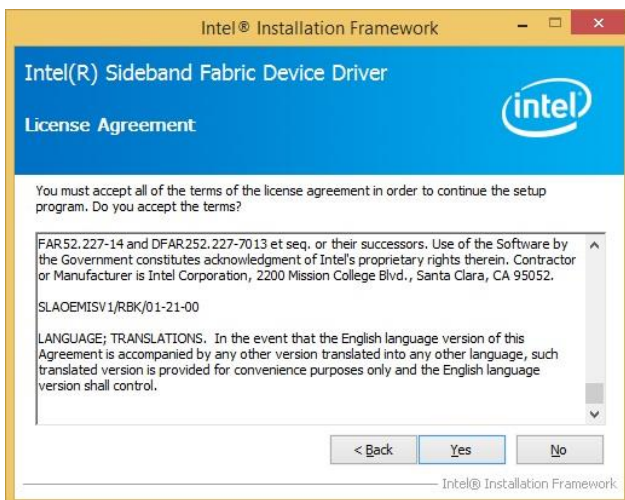 Intel® Installation Framework
Intel(R) Sideband Fabric Device Driver
intel
License Agreement
You must accept all of the terms of the license agreement in order to continue the setup
program. Do you accept the terms?
FAR52.227-14 and DFAR252.227-7013 et seq. or their successors. Use of the Software by
the Government constitutes acknowledgment of Intel's proprietary rights therein. Contractor
or Manufacturer is Intel Corporation, 2200 Mission College Blvd., Santa Clara, CA 95052.
SLAOEMISV1/RBK/01-21-00
LANGUAGE; TRANSLATIONS. In the event that the English language version of this
Agreement is accompanied by any other version translated into any other language, such
translated version is provided for convenience purposes only and the English language
version shall control.
< Back Yes No
Intel® Installation Framework